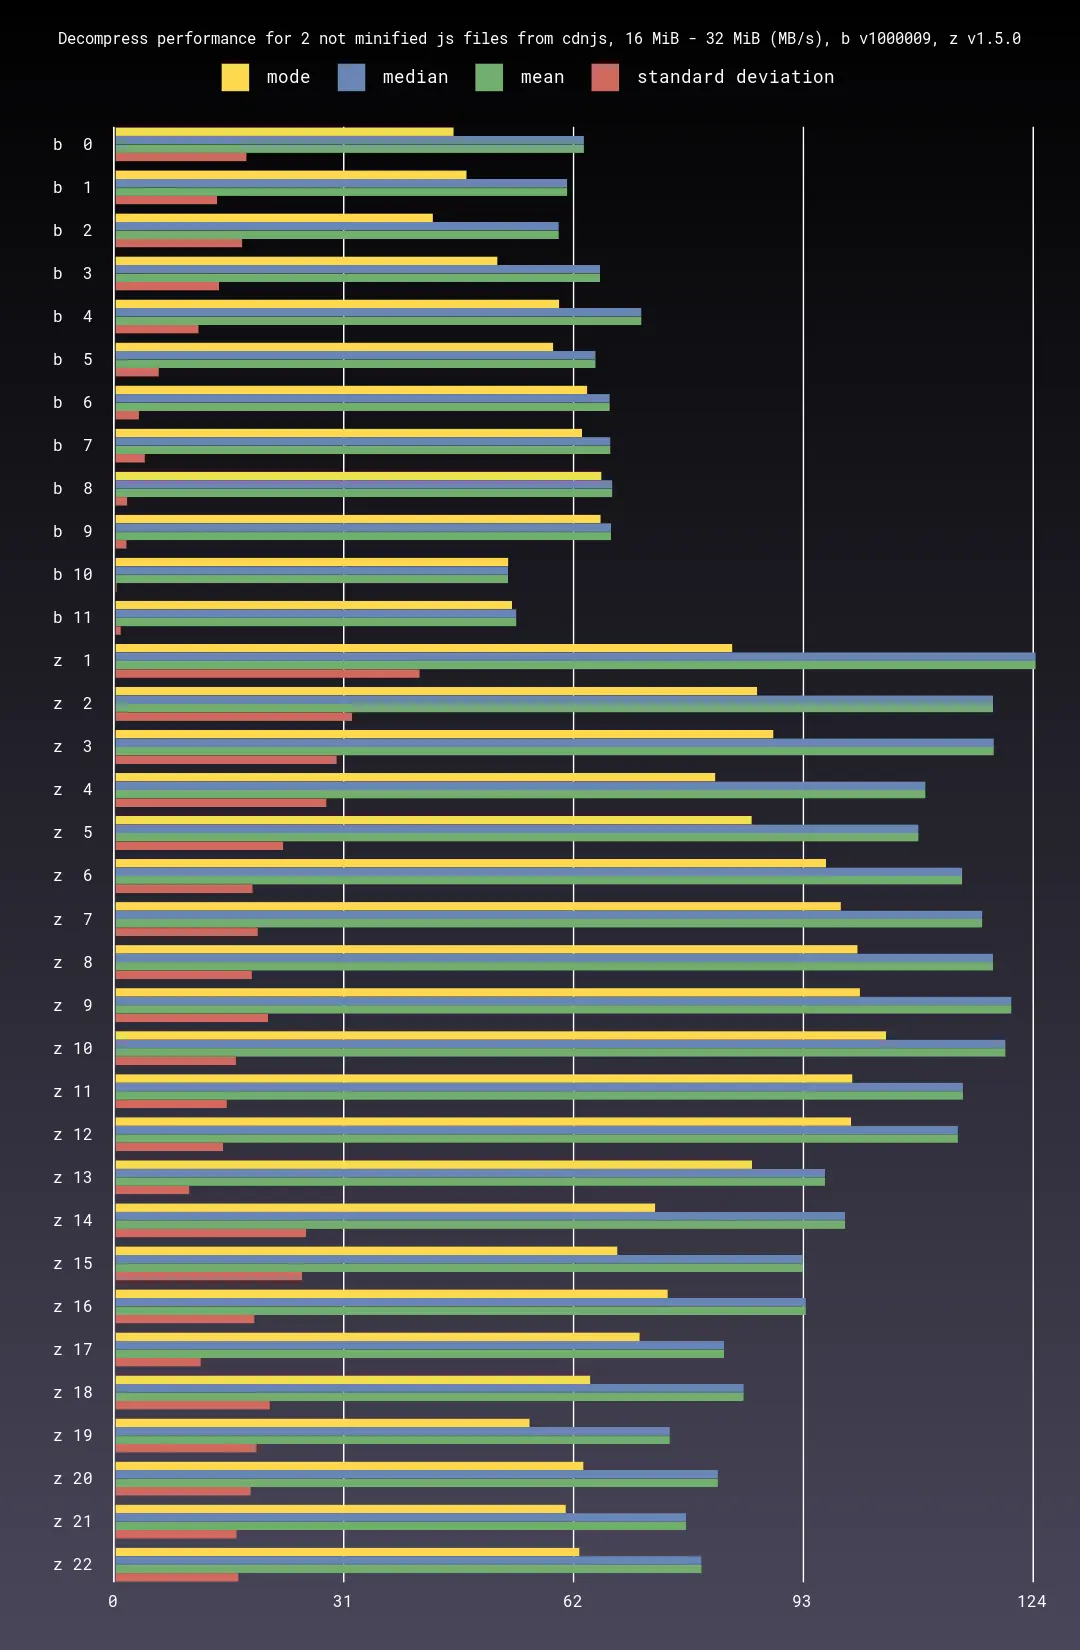 Decompress performance for 2 not minified js files from cdnjs, 16 MiB - 32 MiB (MB/s), b v1000009, z v1.5.0
mode median mean standard deviation
b 0
b 1
b 2
b 3
b 4
b 5
b 6
b 7
b 8
b 9
b 10
b 11
z 1
z 2
z 3
z 4
z 5
z 6
z 7
z 8
z 9
z 10
z 11
z 12
z 13
z 14
z 15
z 16
z 17
z 18
z 19
z 20
z 21
z 22
0 31 62 93 124